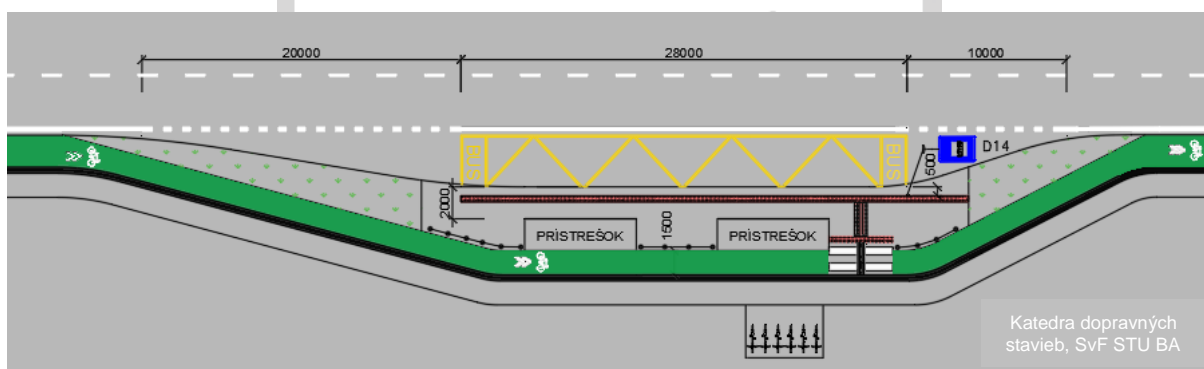 20000
28000
10000
BUS
BUS
D14
500
2000
1500
PRÍSTREŠOK
PRÍSTREŠOK
Katedra dopravných
stavieb, SvF STU BA